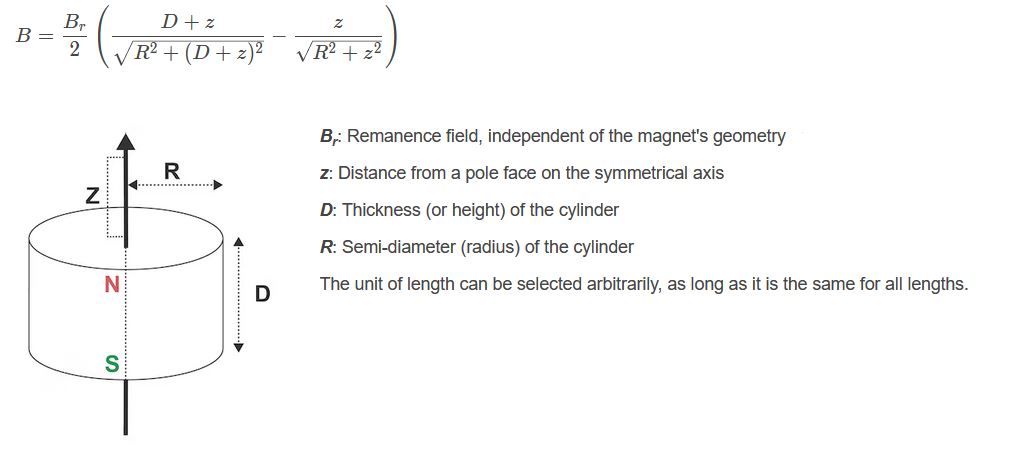 B = \frac{B_r}{2} \left( \frac{D + z}{\sqrt{R^2 + (D + z)^2}} - \frac{z}{\sqrt{R^2 + z^2}} \right)
Br: Remanence field, independent of the magnet's geometry
z: Distance from a pole face on the symmetrical axis
D: Thickness (or height) of the cylinder
R: Semi-diameter (radius) of the cylinder
The unit of length can be selected arbitrarily, as long as it is the same for all lengths.
R
Z
N
D
S